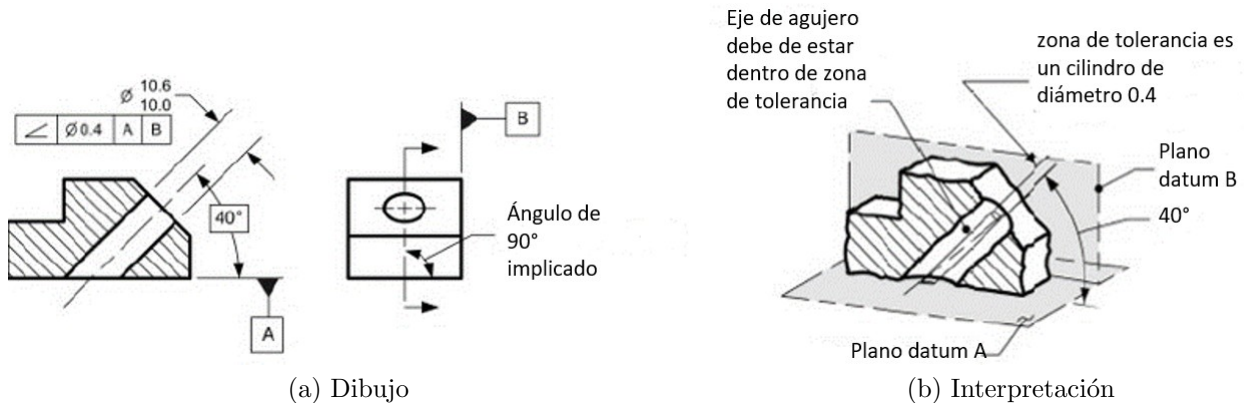 Ø 10.6
10.0
∠ Ø 0.4 A B
40°
A
B
Ángulo de
90°
implicado
(a) Dibujo
Eje de agujero
debe de estar
dentro de zona
de tolerancia
zona de tolerancia es
un cilindro de
diámetro 0.4
Plano
datum B
40°
Plano datum A
(b) Interpretación